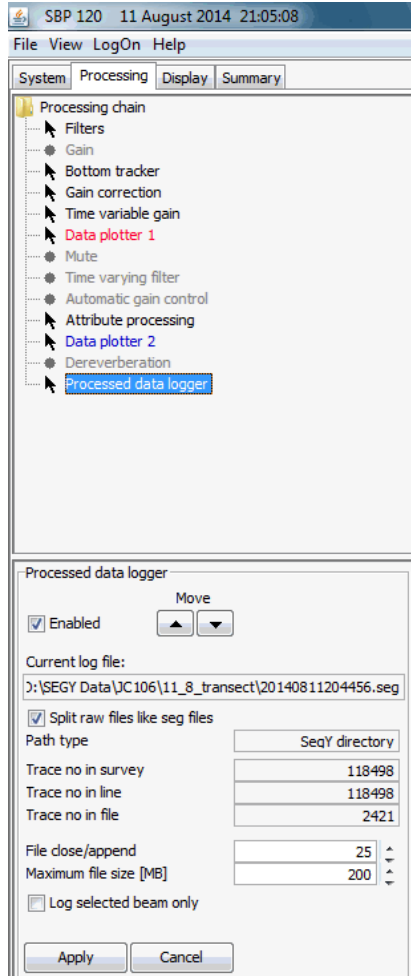 SBP 120 11 August 2014 21:05:08
File View LogOn Help
System Processing Display Summary
Processing chain
Filters
Gain
Bottom tracker
Gain correction
Time variable gain
Data plotter 1
Mute
Time varying filter
Automatic gain control
Attribute processing
Data plotter 2
Dereverberation
Processed data logger
Processed data logger
Move
Enabled
Current log file:
D:\SEGY Data\JC106\11_8_transect\20140811204456.seg
Split raw files like seg files
Path type SeqY directory
Trace no in survey 118498
Trace no in line 118498
Trace no in file 2421
File close/append 25
Maximum file size [MB] 200
Log selected beam only
Apply Cancel